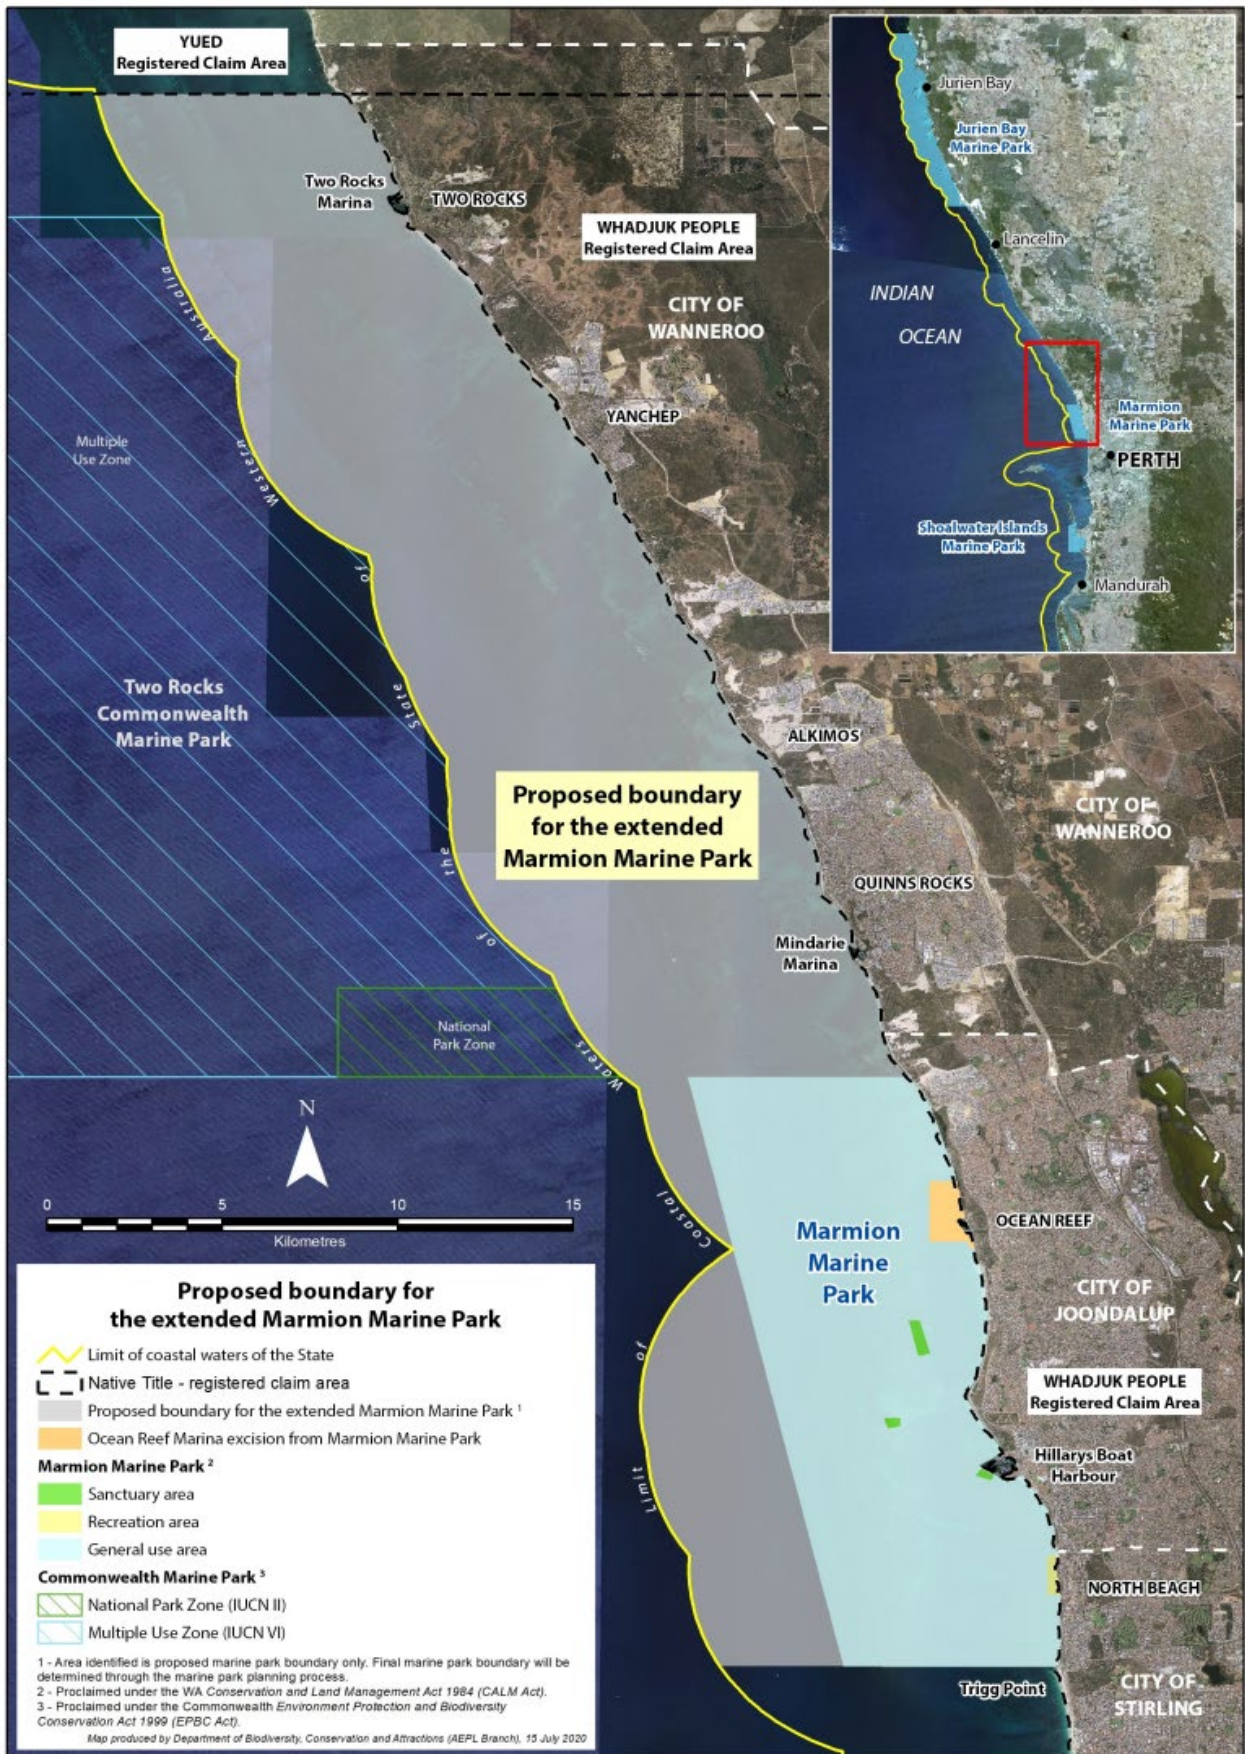 YUED
Registered Claim Area
Two Rocks
Marina
TWO ROCKS
WHADJUK PEOPLE
Registered Claim Area
CITY OF
WANNEROO
YANCHEP
Multiple
Use Zone
Two Rocks
Commonwealth
Marine Park
ALKIMOS
Proposed boundary
for the extended
Marmion Marine Park
CITY OF
WANNEROO
QUINNS ROCKS
Mindarie
Marina
National
Park Zone
Limit of Coastal Waters of the State of Western Australia
Marmion
Marine
Park
OCEAN REEF
CITY OF
JOONDALUP
WHADJUK PEOPLE
Registered Claim Area
Hillarys Boat
Harbour
NORTH BEACH
Trigg Point
CITY OF
STIRLING
Jurien Bay
Jurien Bay
Marine Park
Lancelin
INDIAN
OCEAN
Marmion
Marine Park
PERTH
Shoalwater Islands
Marine Park
Mandurah
N
0 5 10 15
Kilometres
Proposed boundary for
the extended Marmion Marine Park
Limit of coastal waters of the State
Native Title - registered claim area
Proposed boundary for the extended Marmion Marine Park ¹
Ocean Reef Marina excision from Marmion Marine Park
Marmion Marine Park ²
Sanctuary area
Recreation area
General use area
Commonwealth Marine Park ³
National Park Zone (IUCN II)
Multiple Use Zone (IUCN VI)
1 - Area identified is proposed marine park boundary only. Final marine park boundary will be
determined through the marine park planning process.
2 - Proclaimed under the WA Conservation and Land Management Act 1984 (CALM Act).
3 - Proclaimed under the Commonwealth Environment Protection and Biodiversity
Conservation Act 1999 (EPBC Act).
Map produced by Department of Biodiversity, Conservation and Attractions (AEPL Branch), 15 July 2020